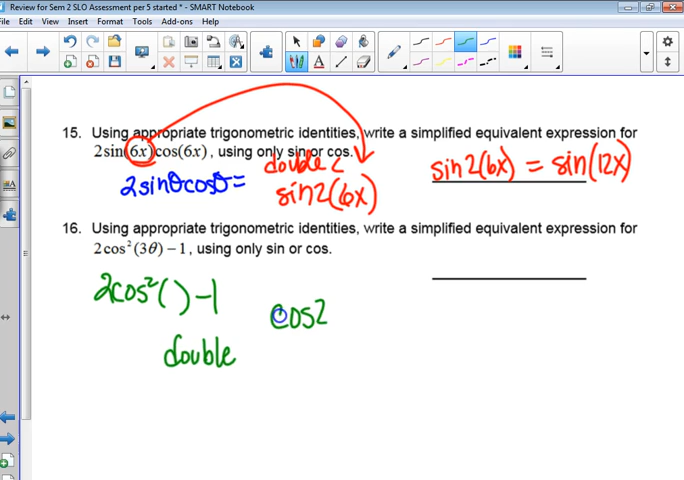 Review for Sem 2 SLO Assessment per 5 started * - SMART Notebook
File Edit View Insert Format Tools Add-ons Help
15. Using appropriate trigonometric identities, write a simplified equivalent expression for
2sin(6x)cos(6x), using only sin or cos.
double <
sin2(6x) = sin(12x)
2sinθcosθ=
sin2(6x)
16. Using appropriate trigonometric identities, write a simplified equivalent expression for
2cos²(3θ) − 1, using only sin or cos.
2cos²( ) −1
cos2
double